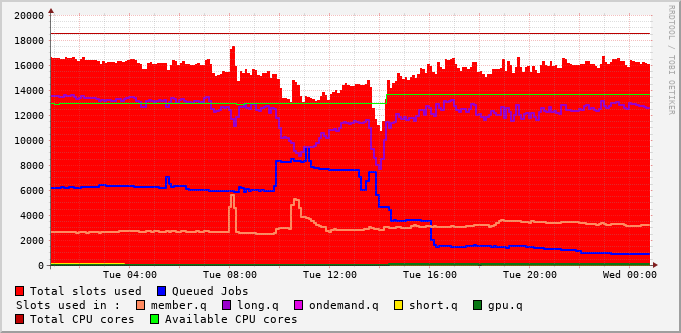 20000
18000
16000
14000
12000
10000
8000
6000
4000
2000
0
Tue 04:00 Tue 08:00 Tue 12:00 Tue 16:00 Tue 20:00 Wed 00:00
Total slots used Queued Jobs
Slots used in : member.q long.q ondemand.q short.q gpu.q
Total CPU cores Available CPU cores
RRDTOOL / TOBI OETIKER